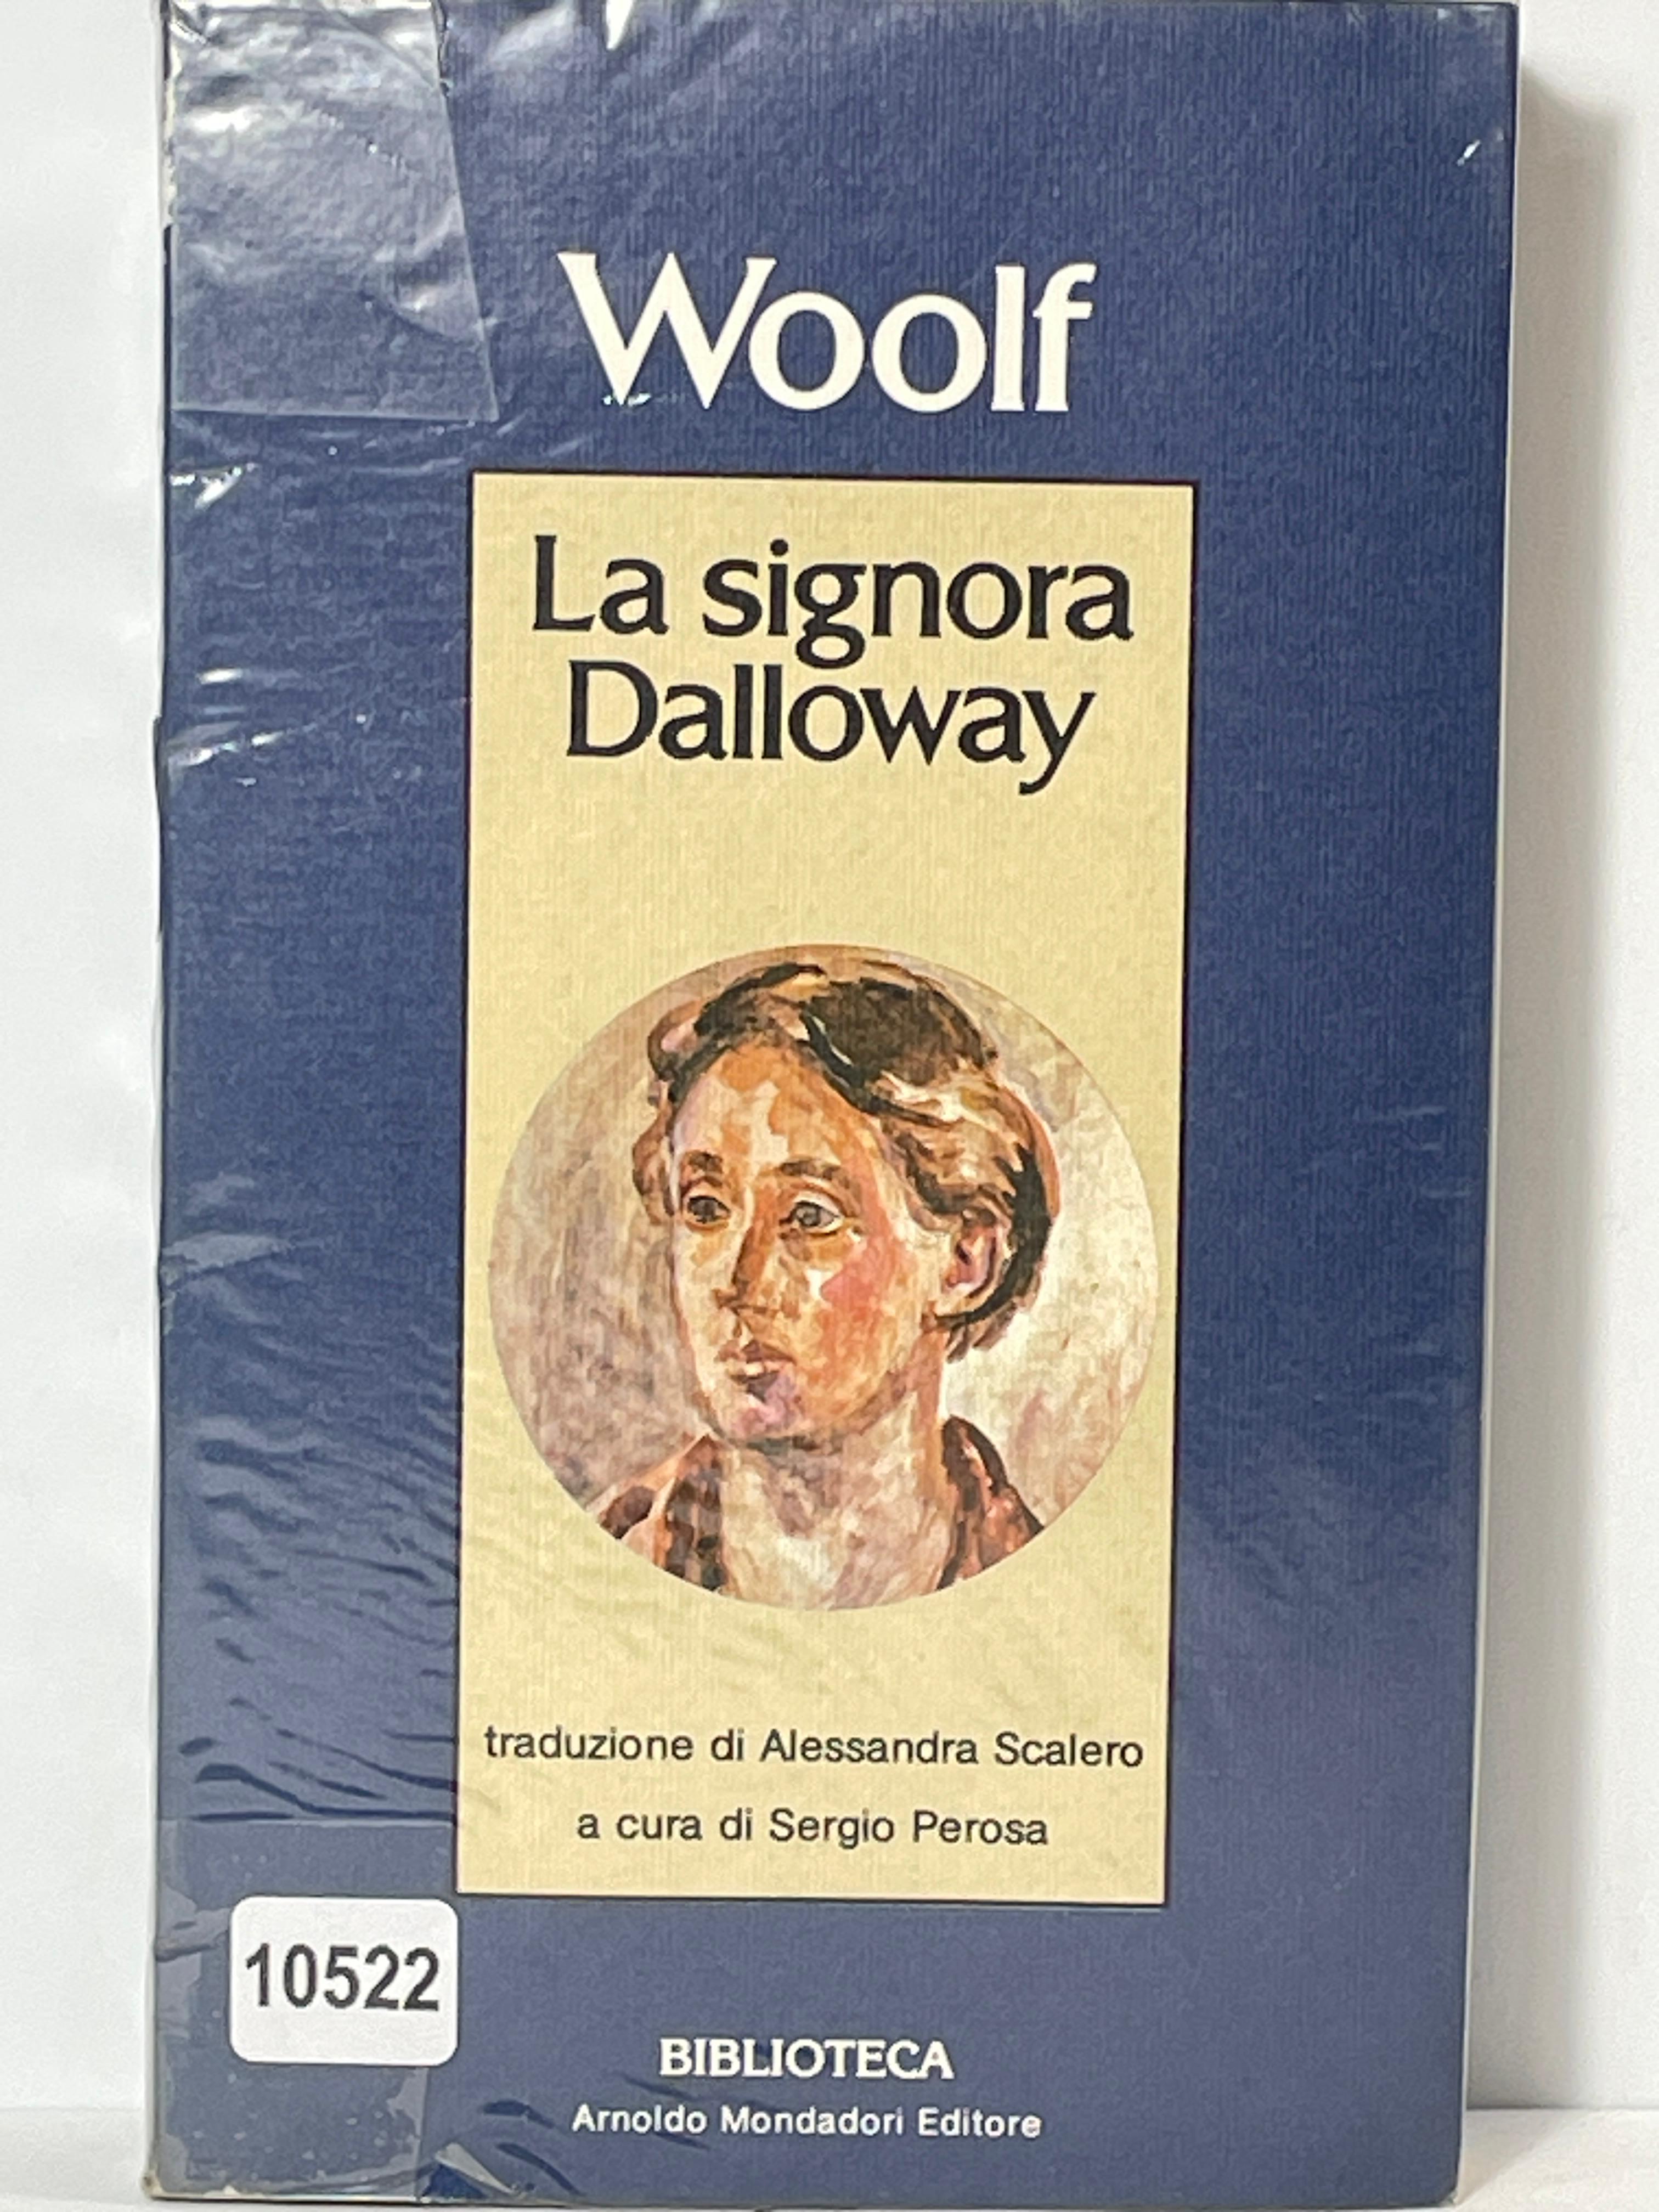 Woolf
La signora
Dalloway
traduzione di Alessandra Scalero
a cura di Sergio Perosa
10522
BIBLIOTECA
Arnoldo Mondadori Editore